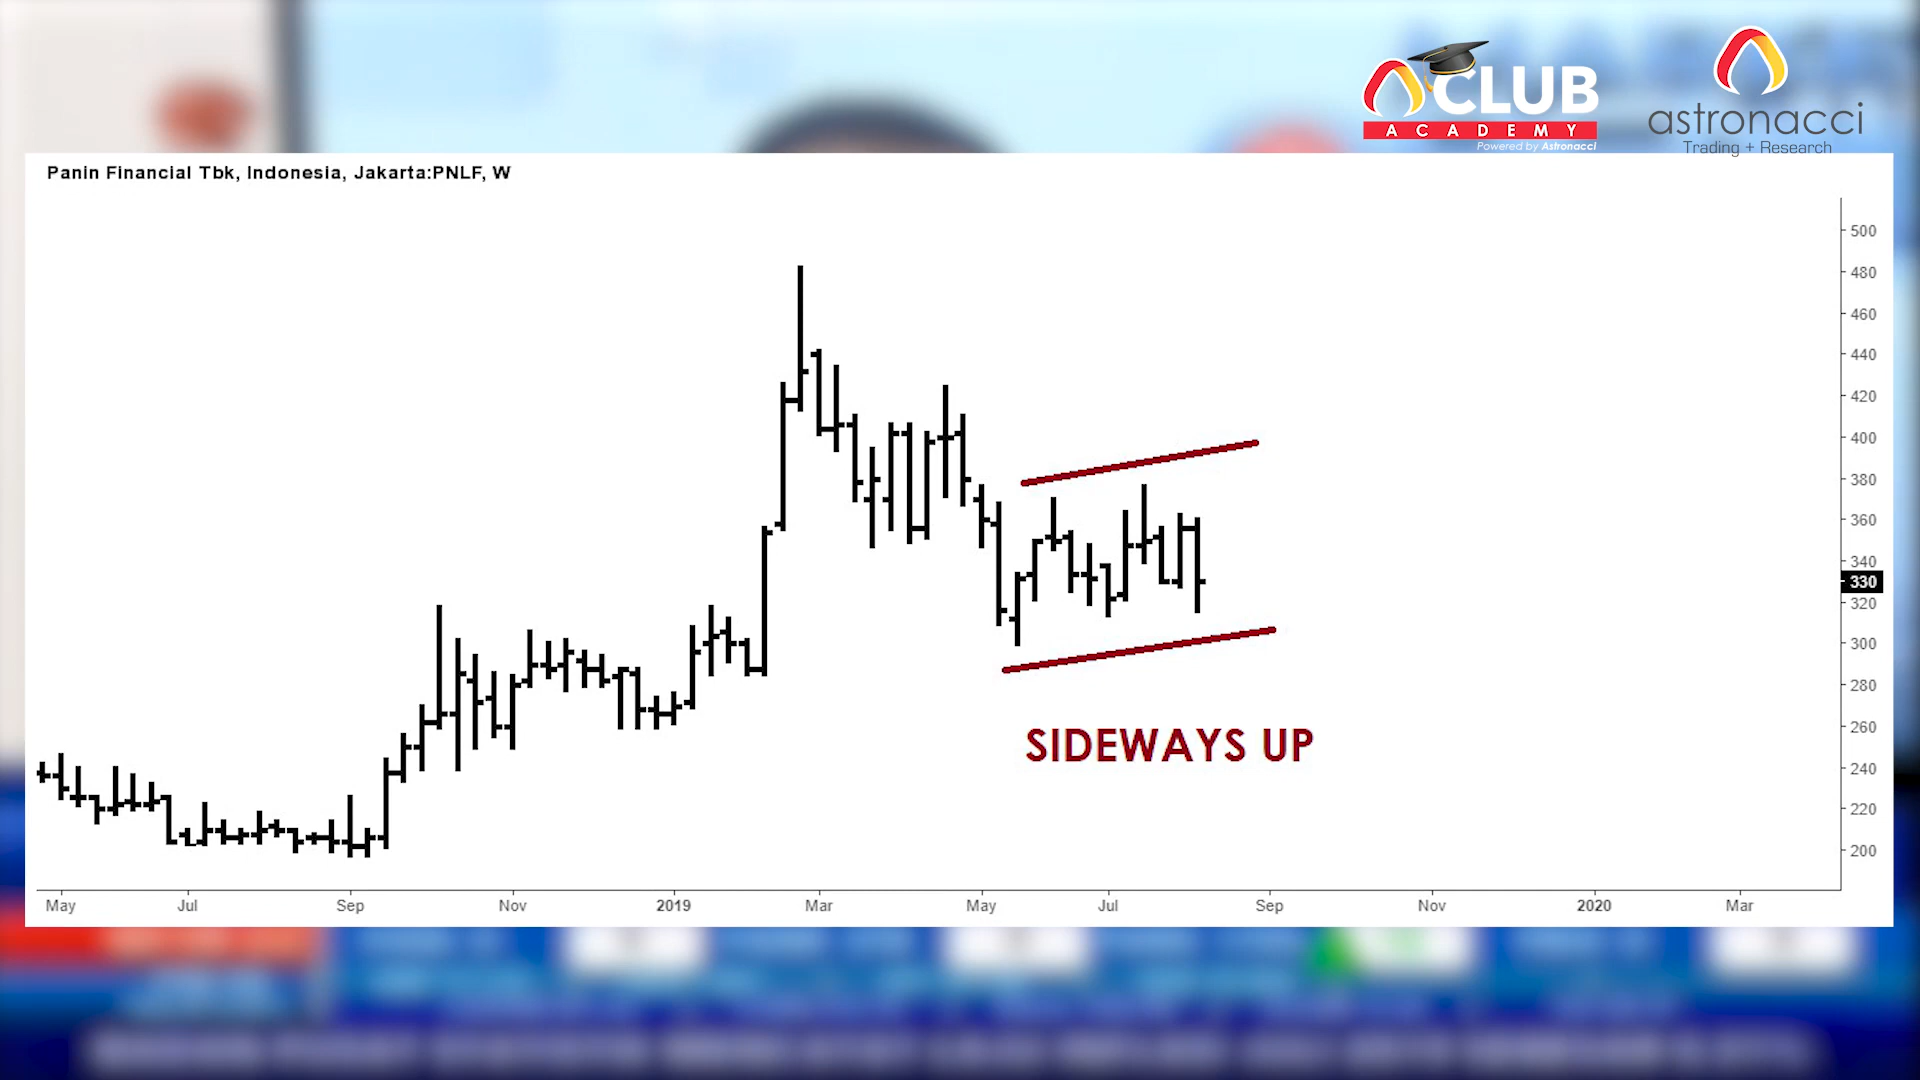 CLUB
ACADEMY
Powered by Astronacci
astronacci
Trading + Research
Panin Financial Tbk, Indonesia, Jakarta:PNLF, W
500
480
460
440
420
400
380
360
340
330
320
300
280
260
240
220
200
SIDEWAYS UP
May Jul Sep Nov 2019 Mar May Jul Sep Nov 2020 Mar